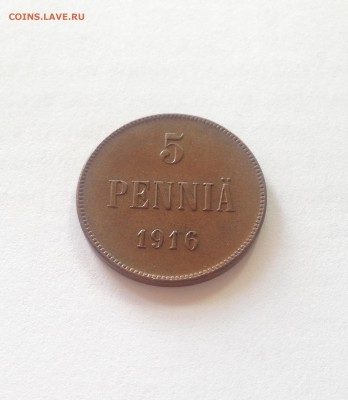 COINS.LAVE.RU
5
PENNIÄ
1916